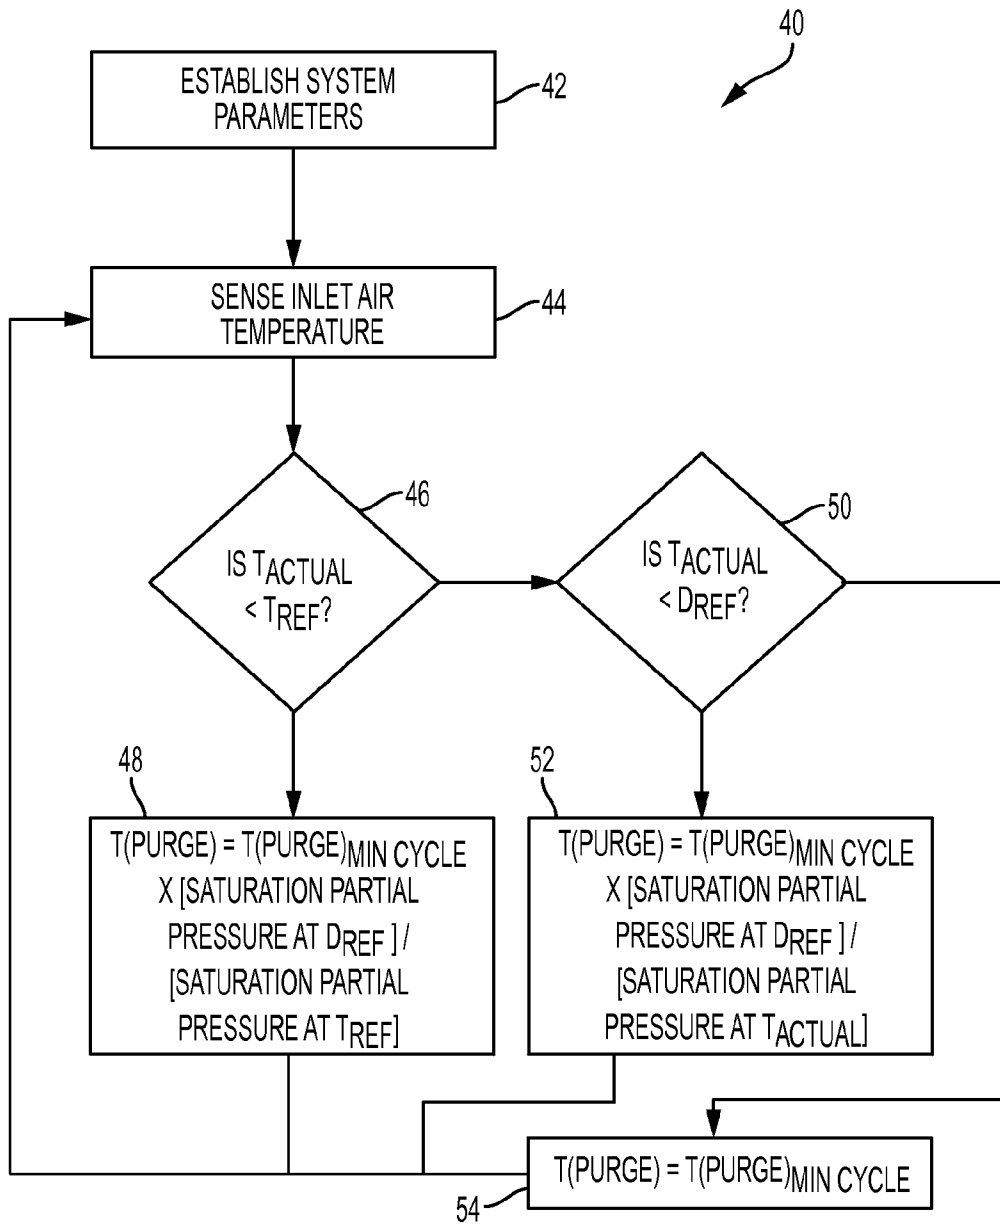 40
ESTABLISH SYSTEM
PARAMETERS
42
SENSE INLET AIR
TEMPERATURE
44
IS TACTUAL
< TREF?
46
IS TACTUAL
< DREF?
50
48
T(PURGE) = T(PURGE)MIN CYCLE
X [SATURATION PARTIAL
PRESSURE AT DREF ] /
[SATURATION PARTIAL
PRESSURE AT TREF]
52
T(PURGE) = T(PURGE)MIN CYCLE
X [SATURATION PARTIAL
PRESSURE AT DREF ] /
[SATURATION PARTIAL
PRESSURE AT TACTUAL]
T(PURGE) = T(PURGE)MIN CYCLE
54